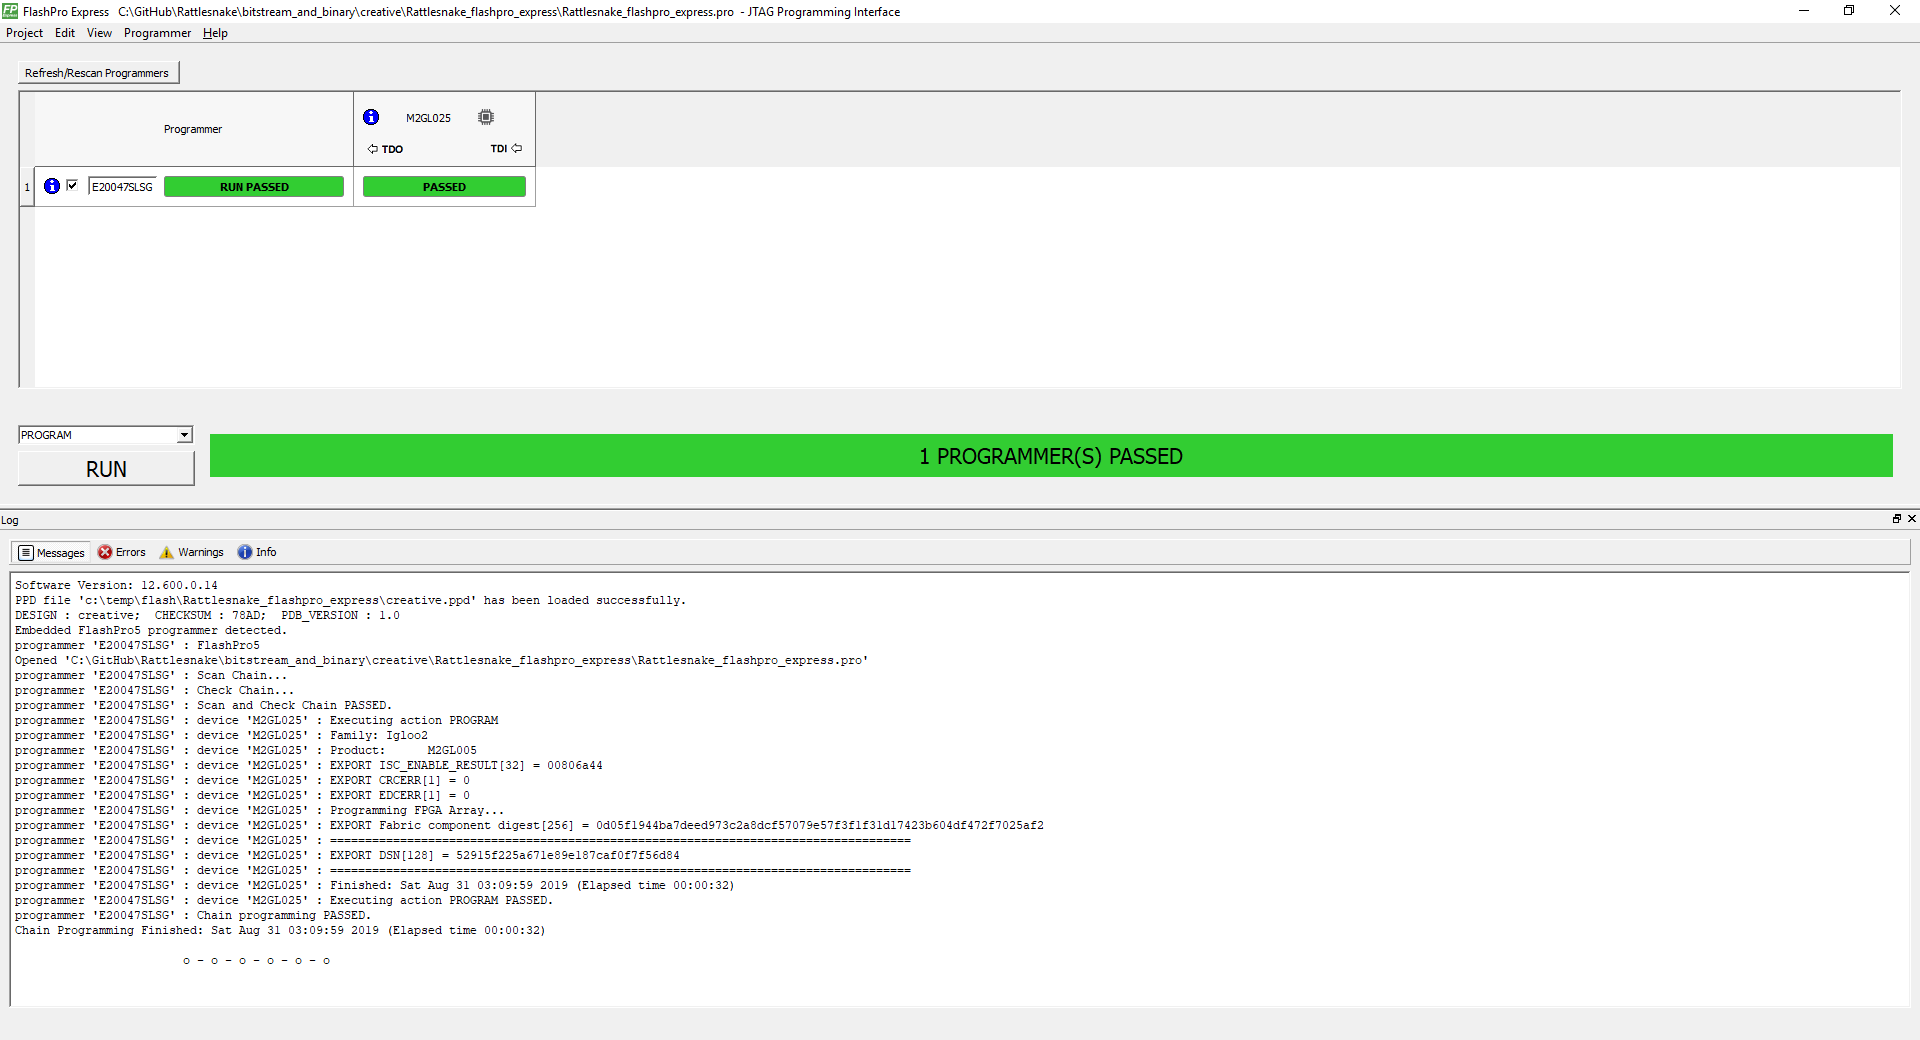 FP FlashPro Express C:\GitHub\Rattlesnake\bitstream_and_binary\creative\Rattlesnake_flashpro_express\Rattlesnake_flashpro_express.pro - JTAG Programming Interface
Project Edit View Programmer Help
Refresh/Rescan Programmers
Programmer
M2GL025
TDO TDI
1 E20047SLSG RUN PASSED PASSED
PROGRAM
RUN
1 PROGRAMMER(S) PASSED
Log
Messages Errors Warnings Info
Software Version: 12.600.0.14
PPD file 'c:\temp\flash\Rattlesnake_flashpro_express\creative.ppd' has been loaded successfully.
DESIGN : creative; CHECKSUM : 78AD; PDB_VERSION : 1.0
Embedded FlashPro5 programmer detected.
programmer 'E20047SLSG' : FlashPro5
Opened 'C:\GitHub\Rattlesnake\bitstream_and_binary\creative\Rattlesnake_flashpro_express\Rattlesnake_flashpro_express.pro'
programmer 'E20047SLSG' : Scan Chain...
programmer 'E20047SLSG' : Check Chain...
programmer 'E20047SLSG' : Scan and Check Chain PASSED.
programmer 'E20047SLSG' : device 'M2GL025' : Executing action PROGRAM
programmer 'E20047SLSG' : device 'M2GL025' : Family: Igloo2
programmer 'E20047SLSG' : device 'M2GL025' : Product: M2GL005
programmer 'E20047SLSG' : device 'M2GL025' : EXPORT ISC_ENABLE_RESULT[32] = 00806a44
programmer 'E20047SLSG' : device 'M2GL025' : EXPORT CRCERR[1] = 0
programmer 'E20047SLSG' : device 'M2GL025' : EXPORT EDCERR[1] = 0
programmer 'E20047SLSG' : device 'M2GL025' : Programming FPGA Array...
programmer 'E20047SLSG' : device 'M2GL025' : EXPORT Fabric component digest[256] = 0d05f1944ba7deed973c2a8dcf57079e57f3f1f31d17423b604df472f7025af2
programmer 'E20047SLSG' : device 'M2GL025' : ===================================================================================
programmer 'E20047SLSG' : device 'M2GL025' : EXPORT DSN[128] = 52915f225a671e89e187caf0f7f56d84
programmer 'E20047SLSG' : device 'M2GL025' : ===================================================================================
programmer 'E20047SLSG' : device 'M2GL025' : Finished: Sat Aug 31 03:09:59 2019 (Elapsed time 00:00:32)
programmer 'E20047SLSG' : device 'M2GL025' : Executing action PROGRAM PASSED.
programmer 'E20047SLSG' : Chain programming PASSED.
Chain Programming Finished: Sat Aug 31 03:09:59 2019 (Elapsed time 00:00:32)
o - o - o - o - o - o